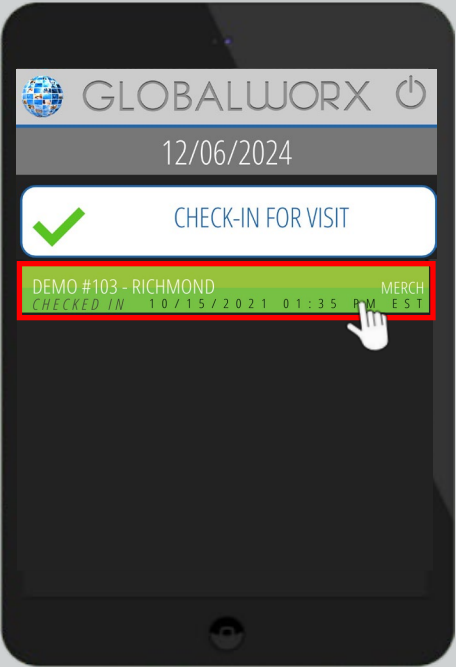 GLOBALWORX
12/06/2024
CHECK-IN FOR VISIT
DEMO #103 - RICHMOND MERCH
CHECKED IN 10/15/2021 01:35 PM EST